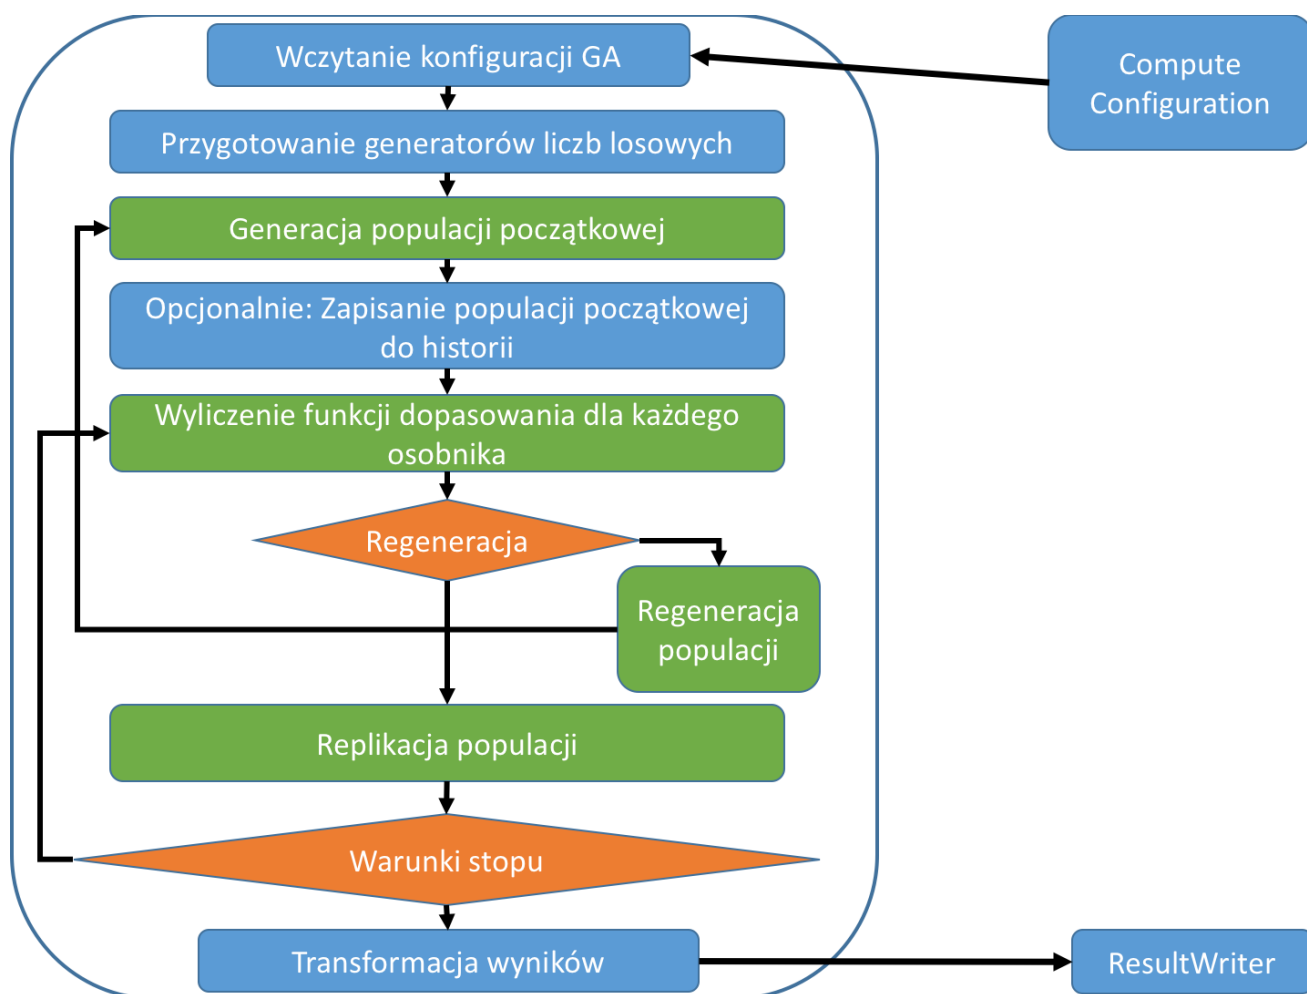 Wczytanie konfiguracji GA
Compute
Configuration
Przygotowanie generatorów liczb losowych
Generacja populacji początkowej
Opcjonalnie: Zapisanie populacji początkowej
do historii
Wyliczenie funkcji dopasowania dla każdego
osobnika
Regeneracja
Regeneracja
populacji
Replikacja populacji
Warunki stopu
Transformacja wyników
ResultWriter